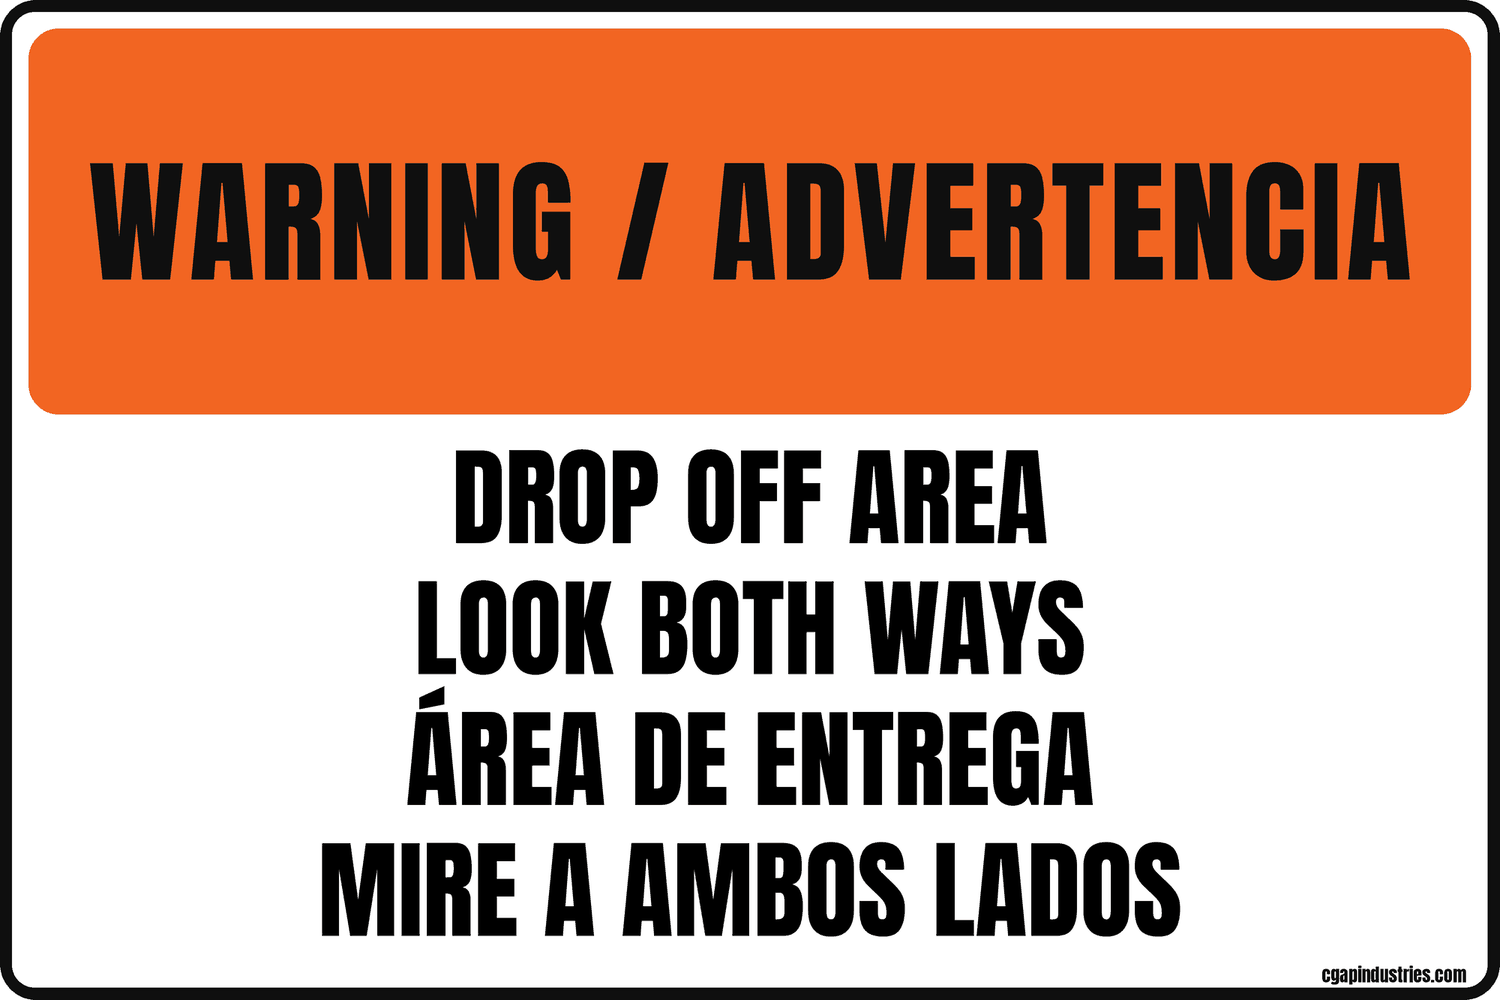 WARNING / ADVERTENCIA
DROP OFF AREA
LOOK BOTH WAYS
ÁREA DE ENTREGA
MIRE A AMBOS LADOS
cgapindustries.com